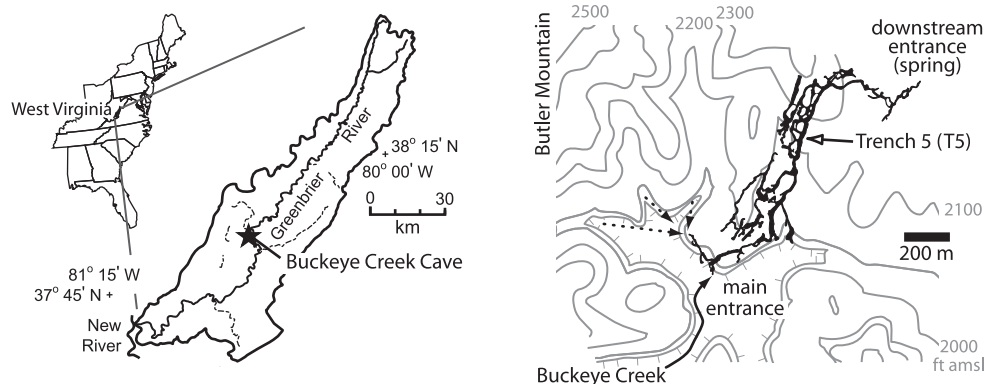 West Virginia
River
Greenbrier
+ 38° 15' N
80° 00' W
0 30
km
Buckeye Creek Cave
81° 15' W
37° 45' N +
New
River
2500
2200
2300
Butler Mountain
downstream
entrance
(spring)
Trench 5 (T5)
2100
200 m
main
entrance
2000
ft amsl
Buckeye Creek